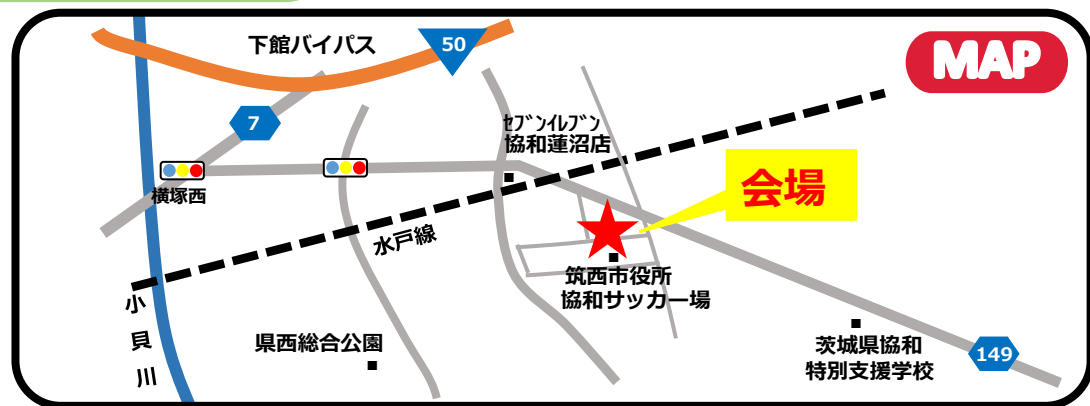 下館バイパス
50
MAP
7
ｾﾌﾞﾝｲﾚﾌﾞﾝ
協和蓮沼店
横塚西
会場
水戸線
筑西市役所
協和サッカー場
小貝川
県西総合公園
茨城県協和
特別支援学校
149